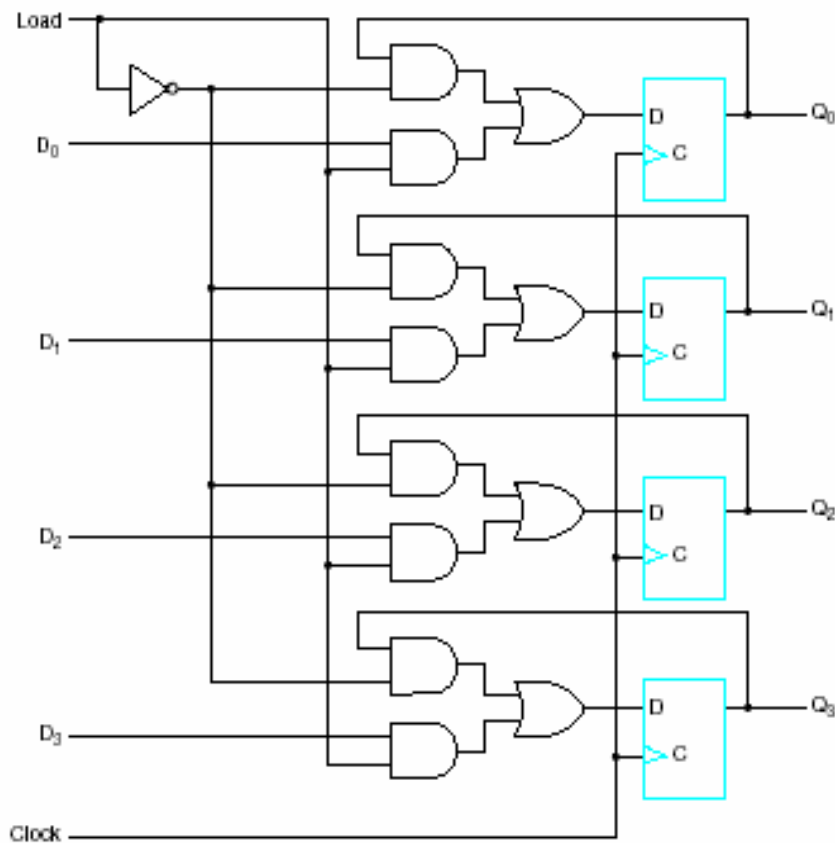 Load
D Q₀
D₀ C
D Q₁
D₁ C
D Q₂
D₂ C
D Q₃
D₃ C
Clock